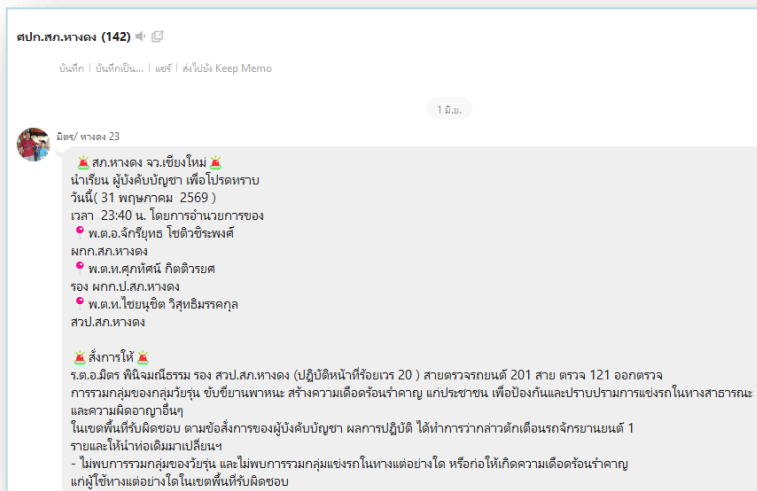 ศปก.สภ.หางดง (142)
บันทึก | บันทึกเป็น... | แชร์ | ส่งไปยัง Keep Memo
1 มิ.ย.
มิตร/ หางดง 23
🚨 สภ.หางดง จว.เชียงใหม่ 🚨
นำเรียน ผู้บังคับบัญชา เพื่อโปรดทราบ
วันนี้( 31 พฤษภาคม 2569 )
เวลา 23:40 น. โดยการอำนวยการของ
📍 พ.ต.อ.จักรียุทธ โชติวชิระพงศ์
ผกก.สภ.หางดง
📍 พ.ต.ท.ศุภทัศน์ กิตติวรยศ
รอง ผกก.ป.สภ.หางดง
📍 พ.ต.ท.ไชยนุชิต วิสุทธิมรรคกุล
สวป.สภ.หางดง
🚨 สั่งการให้ 🚨
ร.ต.อ.มิตร พินิจมณีธรรม รอง สวป.สภ.หางดง (ปฏิบัติหน้าที่ร้อยเวร 20 ) สายตรวจรถยนต์ 201 สาย ตรวจ 121 ออกตรวจ
การรวมกลุ่มของกลุ่มวัยรุ่น ขับขี่ยานพาหนะ สร้างความเดือดร้อนรำคาญ แก่ประชาชน เพื่อป้องกันและปราบปรามการแข่งรถในทางสาธารณะ
และความผิดอาญาอื่นๆ
ในเขตพื้นที่รับผิดชอบ ตามข้อสั่งการของผู้บังคับบัญชา ผลการปฏิบัติ ได้ทำการว่ากล่าวตักเตือนรถจักรยานยนต์ 1
รายและให้นำท่อเดิมมาเปลี่ยนฯ
- ไม่พบการรวมกลุ่มของวัยรุ่น และไม่พบการรวมกลุ่มแข่งรถในทางแต่อย่างใด หรือก่อให้เกิดความเดือดร้อนรำคาญ
แก่ผู้ใช้ทางแต่อย่างใดในเขตพื้นที่รับผิดชอบ